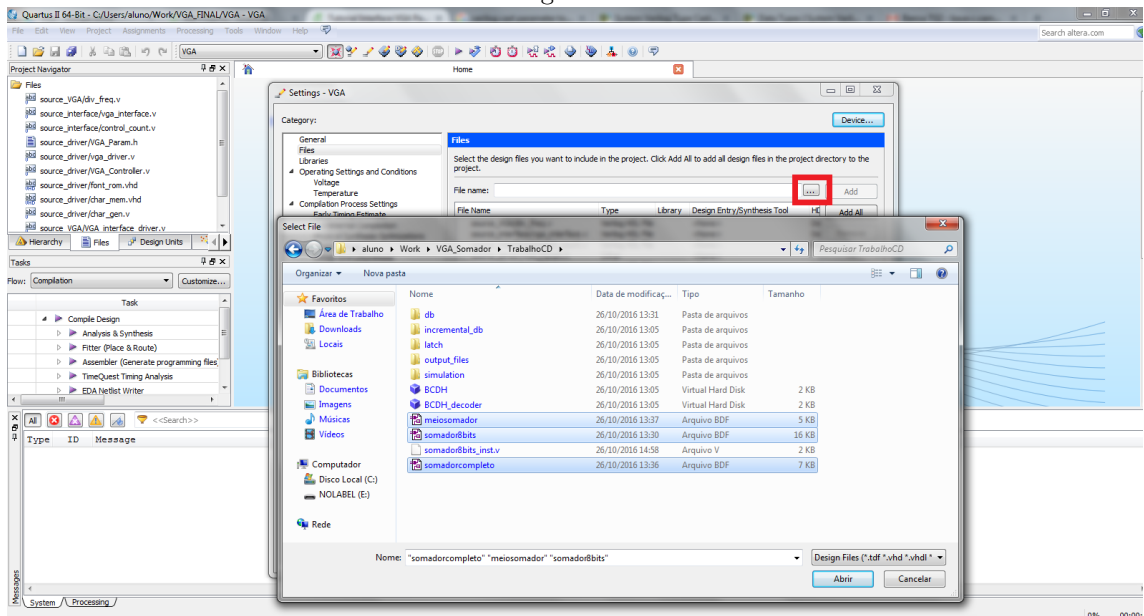 Quartus II 64-Bit - C:/Users/aluno/Work/VGA_FINAL/VGA - VGA
File Edit View Project Assignments Processing Tools Window Help
Search altera.com
VGA
Project Navigator
Home
Files
source_VGA/div_freq.v
source_interface/vga_interface.v
source_interface/control_count.v
source_driver/VGA_Param.h
source_driver/vga_driver.v
source_driver/VGA_Controller.v
source_driver/font_rom.vhd
source_driver/char_mem.vhd
source_driver/char_gen.v
source_VGA/VGA_interface_driver.v
Hierarchy Files Design Units
Tasks
Flow: Compilation Customize...
Task
Compile Design
Analysis & Synthesis
Fitter (Place & Route)
Assembler (Generate programming files)
TimeQuest Timing Analysis
EDA Netlist Writer
Settings - VGA
Category:
Device...
General
Files
Libraries
Operating Settings and Conditions
Voltage
Temperature
Compilation Process Settings
Early Timing Estimate
Files
Select the design files you want to include in the project. Click Add All to add all design files in the project directory to the
project.
File name: ... Add
File Name Type Library Design Entry/Synthesis Tool Add All
Select File
aluno Work VGA_Somador TrabalhoCD
Pesquisar TrabalhoCD
Organizar Nova pasta
Favoritos
Área de Trabalho
Downloads
Locais
Bibliotecas
Documentos
Imagens
Músicas
Vídeos
Computador
Disco Local (C:)
NOLABEL (E:)
Rede
Nome Data de modificaç... Tipo Tamanho
db 26/10/2016 13:31 Pasta de arquivos
incremental_db 26/10/2016 13:05 Pasta de arquivos
latch 26/10/2016 13:05 Pasta de arquivos
output_files 26/10/2016 13:05 Pasta de arquivos
simulation 26/10/2016 13:05 Pasta de arquivos
BCDH 26/10/2016 13:05 Virtual Hard Disk 2 KB
BCDH_decoder 26/10/2016 13:05 Virtual Hard Disk 2 KB
meiosomador 26/10/2016 13:37 Arquivo BDF 5 KB
somador8bits 26/10/2016 13:30 Arquivo BDF 16 KB
somador8bits_inst.v 26/10/2016 14:58 Arquivo V 2 KB
somadorcompleto 26/10/2016 13:36 Arquivo BDF 7 KB
Nome: "somadorcompleto" "meiosomador" "somador8bits"
Design Files (*.tdf *.vhd *.vhdl *
Abrir Cancelar
All <<Search>>
Type ID Message
Messages
System Processing
0% 00:00: